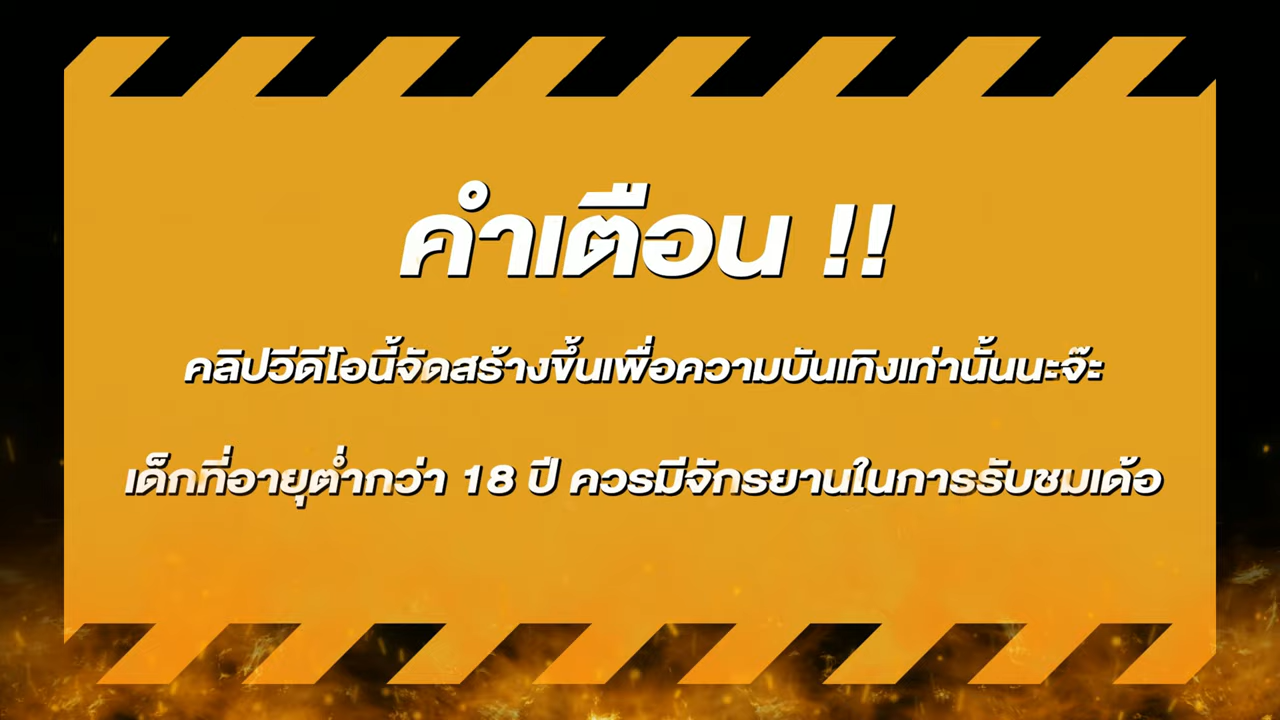 คำเตือน !!
คลิปวีดีโอนี้จัดสร้างขึ้นเพื่อความบันเทิงเท่านั้นนะจ๊ะ
เด็กที่อายุต่ำกว่า 18 ปี ควรมีจักรยานในการรับชมเด้อ